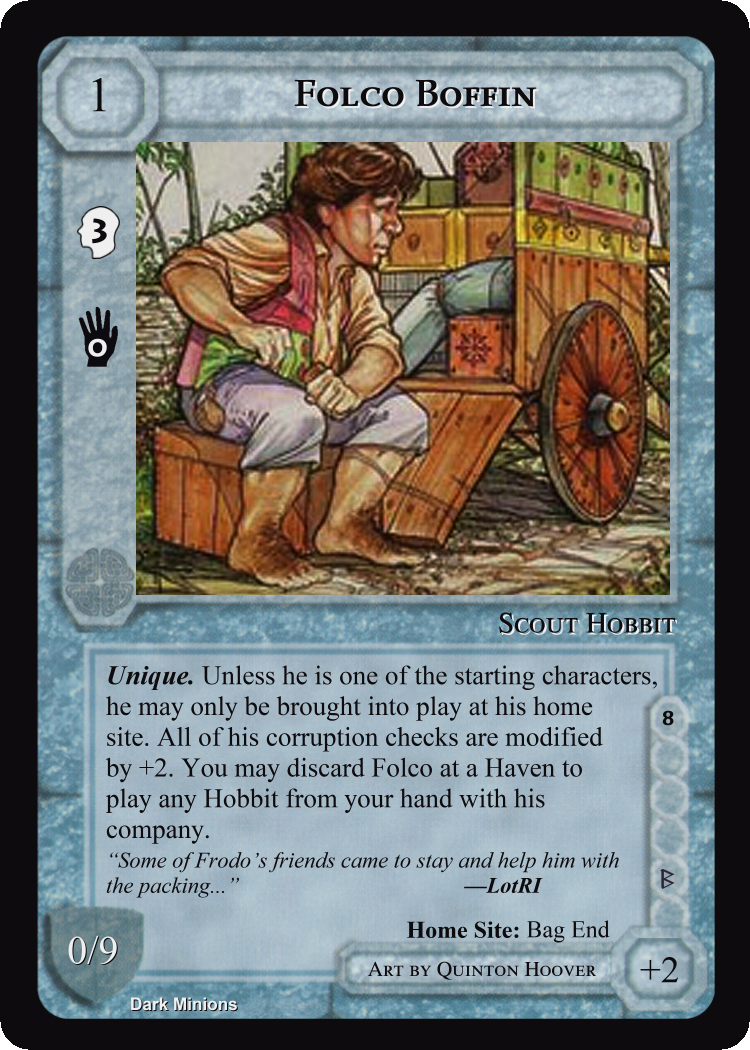 1
Folco Boffin
3
0
Scout Hobbit
Unique. Unless he is one of the starting characters,
he may only be brought into play at his home
site. All of his corruption checks are modified
by +2. You may discard Folco at a Haven to
play any Hobbit from your hand with his
company.
“Some of Frodo’s friends came to stay and help him with
the packing...” —LotRI
8
ᛒ
Home Site: Bag End
0/9
Art by Quinton Hoover
+2
Dark Minions